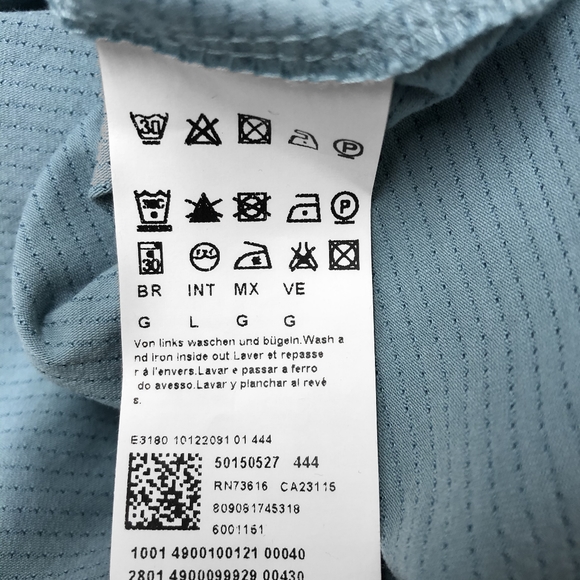 30
P
30C
P
30
BR INT MX VE
G L G G
Von links waschen und bügeln.Wash a
nd iron inside out Laver et repasse
r á l'envers.Lavar e passar a ferro
do avesso.Lavar y planchar al revé
s.
E3180 10122081 01 444
50150527 444
RN73616 CA23115
809061745318
6001161
1001 4900100121 00040
2801 4900099929 00430